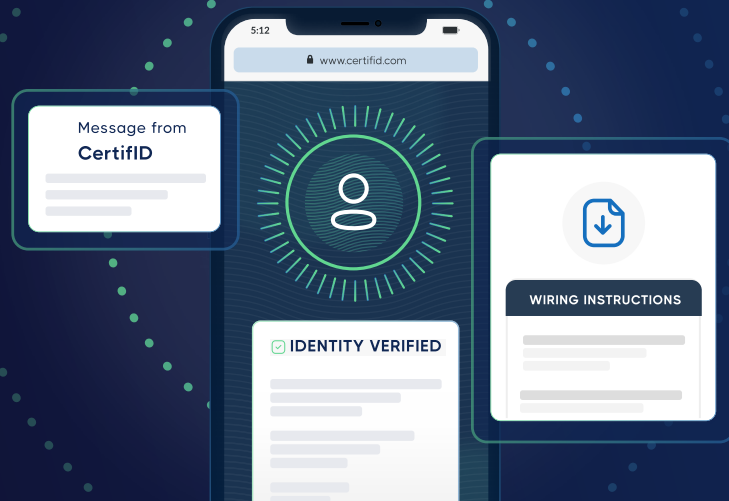 5:12
www.certifid.com
Message from
CertifID
IDENTITY VERIFIED
WIRING INSTRUCTIONS